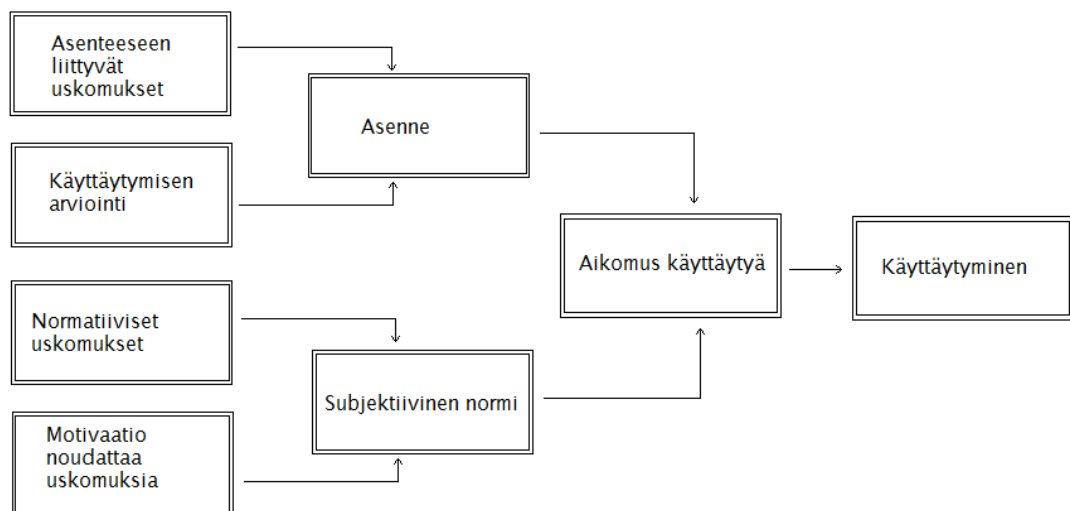 Asenteeseen
liittyvät
uskomukset
Asenne
Käyttäytymisen
arviointi
Aikomus käyttäytyä
Käyttäytyminen
Normatiiviset
uskomukset
Subjektiivinen normi
Motivaatio
noudattaa
uskomuksia